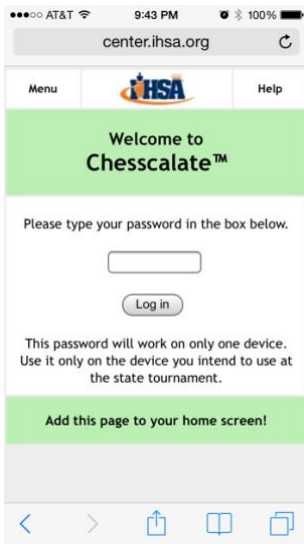 AT&T 9:43 PM 100%
center.ihsa.org
Menu IHSA Help
Welcome to
Chesscalate™
Please type your password in the box below.
Log in
This password will work on only one device.
Use it only on the device you intend to use at
the state tournament.
Add this page to your home screen!